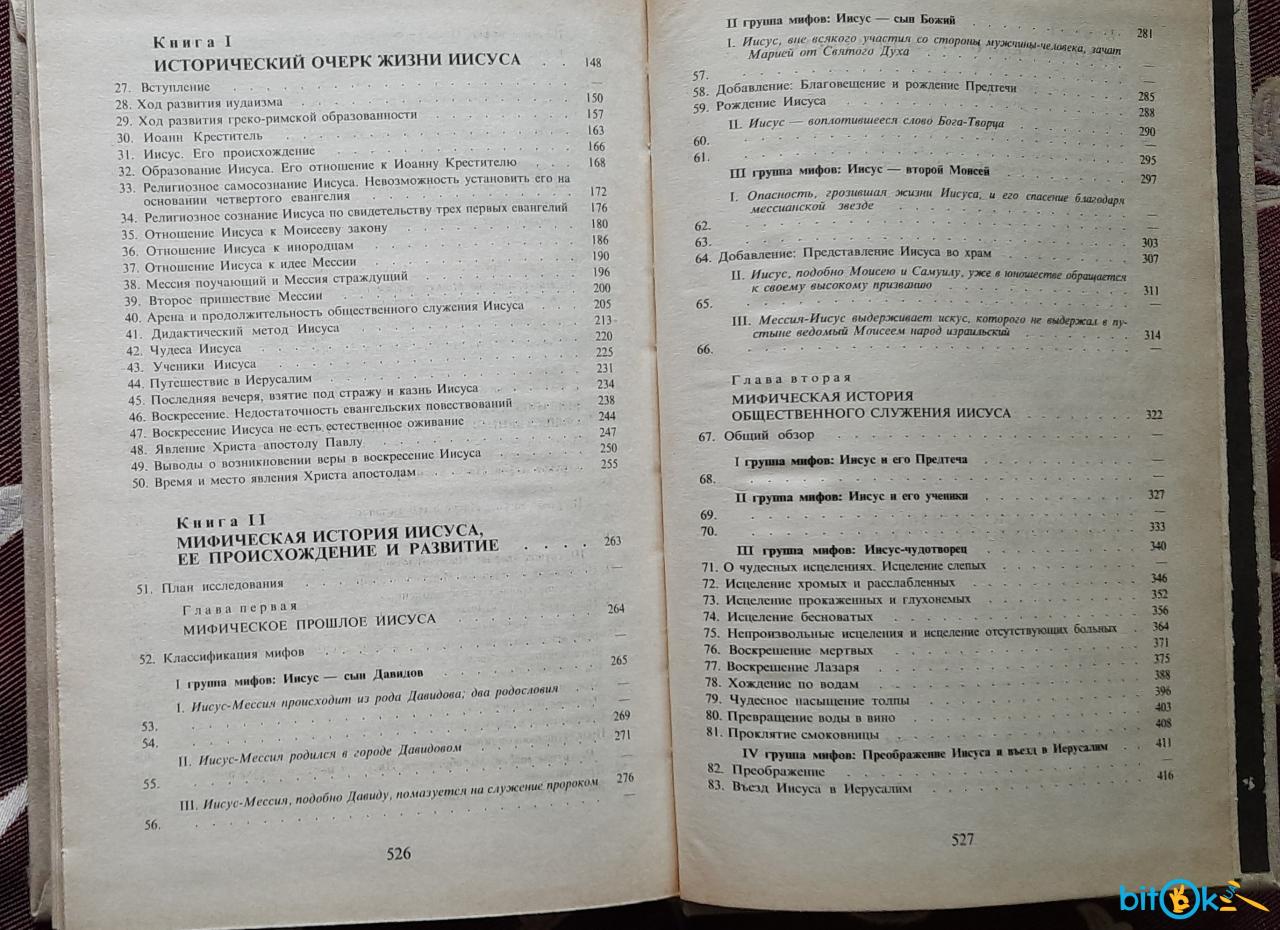 Книга I
ИСТОРИЧЕСКИЙ ОЧЕРК ЖИЗНИ ИИСУСА . . 148
27. Вступление —
28. Ход развития иудаизма 150
29. Ход развития греко-римской образованности 157
30. Иоанн Креститель 163
31. Иисус. Его происхождение 166
32. Образование Иисуса. Его отношение к Иоанну Крестителю 168
33. Религиозное самосознание Иисуса. Невозможность установить его на
основании четвертого евангелия 172
34. Религиозное сознание Иисуса по свидетельству трех первых евангелий 176
35. Отношение Иисуса к Моисееву закону 180
36. Отношение Иисуса к инородцам 186
37. Отношение Иисуса к идее Мессии 190
38. Мессия поучающий и Мессия страждущий 196
39. Второе пришествие Мессии 200
40. Арена и продолжительность общественного служения Иисуса 205
41. Дидактический метод Иисуса 213
42. Чудеса Иисуса 220
43. Ученики Иисуса 225
44. Путешествие в Иерусалим 231
45. Последняя вечеря, взятие под стражу и казнь Иисуса 234
46. Воскресение. Недостаточность евангельских повествований 238
47. Воскресение Иисуса не есть естественное оживание 244
48. Явление Христа апостолу Павлу 247
49. Выводы о возникновении веры в воскресение Иисуса 250
50. Время и место явления Христа апостолам 255
Книга II
МИФИЧЕСКАЯ ИСТОРИЯ ИИСУСА,
ЕЕ ПРОИСХОЖДЕНИЕ И РАЗВИТИЕ . . . . 263
51. План исследования —
Глава первая
МИФИЧЕСКОЕ ПРОШЛОЕ ИИСУСА 264
52. Классификация мифов —
I группа мифов: Иисус — сын Давидов 265
I. Иисус-Мессия происходит из рода Давидова; два родословия —
53. —
54. 269
II. Иисус-Мессия родился в городе Давидовом 271
55. —
III. Иисус-Мессия, подобно Давиду, помазуется на служение пророком 276
56. —
526
II группа мифов: Иисус — сын Божий 281
I. Иисус, вне всякого участия со стороны мужчины-человека, зачат
Марией от Святого Духа —
57. —
58. Добавление: Благовещение и рождение Предтечи 285
59. Рождение Иисуса 288
II. Иисус — воплотившееся слово Бога-Творца 290
60. —
61. 295
III группа мифов: Иисус — второй Моисей 297
I. Опасность, грозившая жизни Иисуса, и его спасение благодаря
мессианской звезде —
62. —
63. 303
64. Добавление: Представление Иисуса во храм 307
II. Иисус, подобно Моисею и Самуилу, уже в юношестве обращается
к своему высокому призванию 311
65. —
III. Мессия-Иисус выдерживает искус, которого не выдержал в пу-
стыне ведомый Моисеем народ израильский 314
66. —
Глава вторая
МИФИЧЕСКАЯ ИСТОРИЯ
ОБЩЕСТВЕННОГО СЛУЖЕНИЯ ИИСУСА 322
67. Общий обзор —
I группа мифов: Иисус и его Предтеча —
68. —
II группа мифов: Иисус и его ученики 327
69. —
70. 333
III группа мифов: Иисус-чудотворец 340
71. О чудесных исцелениях. Исцеление слепых —
72. Исцеление хромых и расслабленных 346
73. Исцеление прокаженных и глухонемых 352
74. Исцеление бесноватых 356
75. Непроизвольные исцеления и исцеление отсутствующих больных 364
76. Воскрешение мертвых 371
77. Воскрешение Лазаря 375
78. Хождение по водам 388
79. Чудесное насыщение толпы 396
80. Превращение воды в вино 403
81. Проклятие смоковницы 408
IV группа мифов: Преображение Иисуса и въезд в Иерусалим 411
82. Преображение —
83. Въезд Иисуса в Иерусалим 416
527